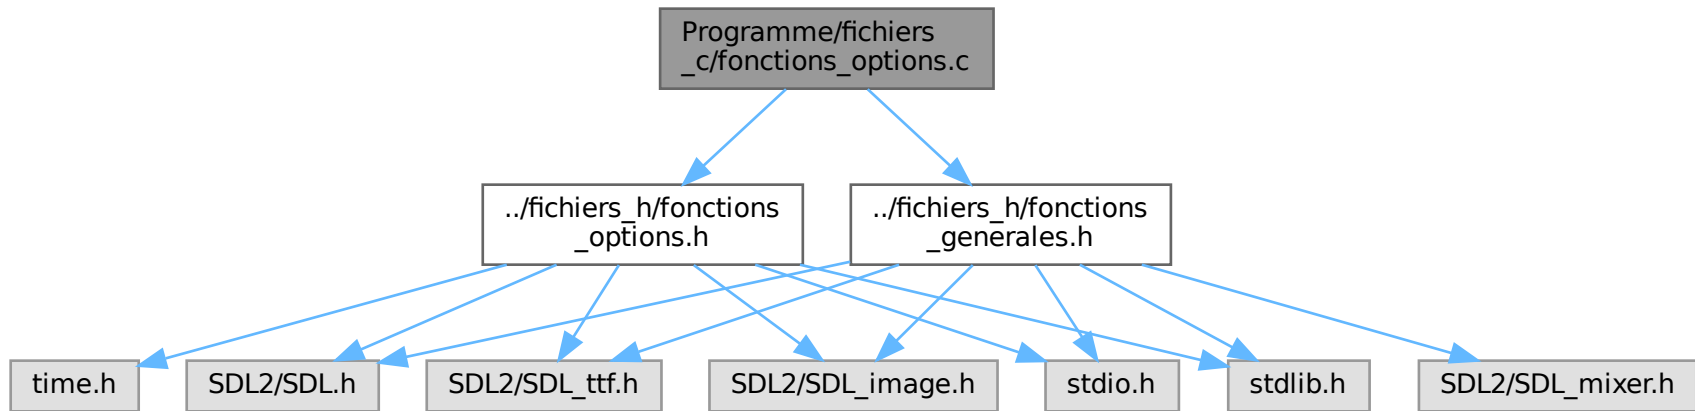 Programme/fichiers
_c/fonctions_options.c
../fichiers_h/fonctions
_options.h
../fichiers_h/fonctions
_generales.h
time.h
SDL2/SDL.h
SDL2/SDL_ttf.h
SDL2/SDL_image.h
stdio.h
stdlib.h
SDL2/SDL_mixer.h